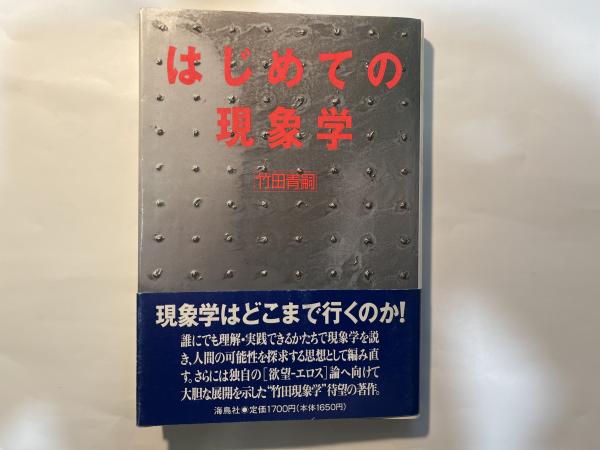 はじめての
現象学
竹田青嗣
現象学はどこまで行くのか!
誰にでも理解・実践できるかたちで現象学を説
き、人間の可能性を探求する思想として編み直
す。さらには独自の[欲望-エロス]論へ向けて
大胆な展開を示した“竹田現象学”待望の著作。
海鳥社●定価1700円(本体1650円)